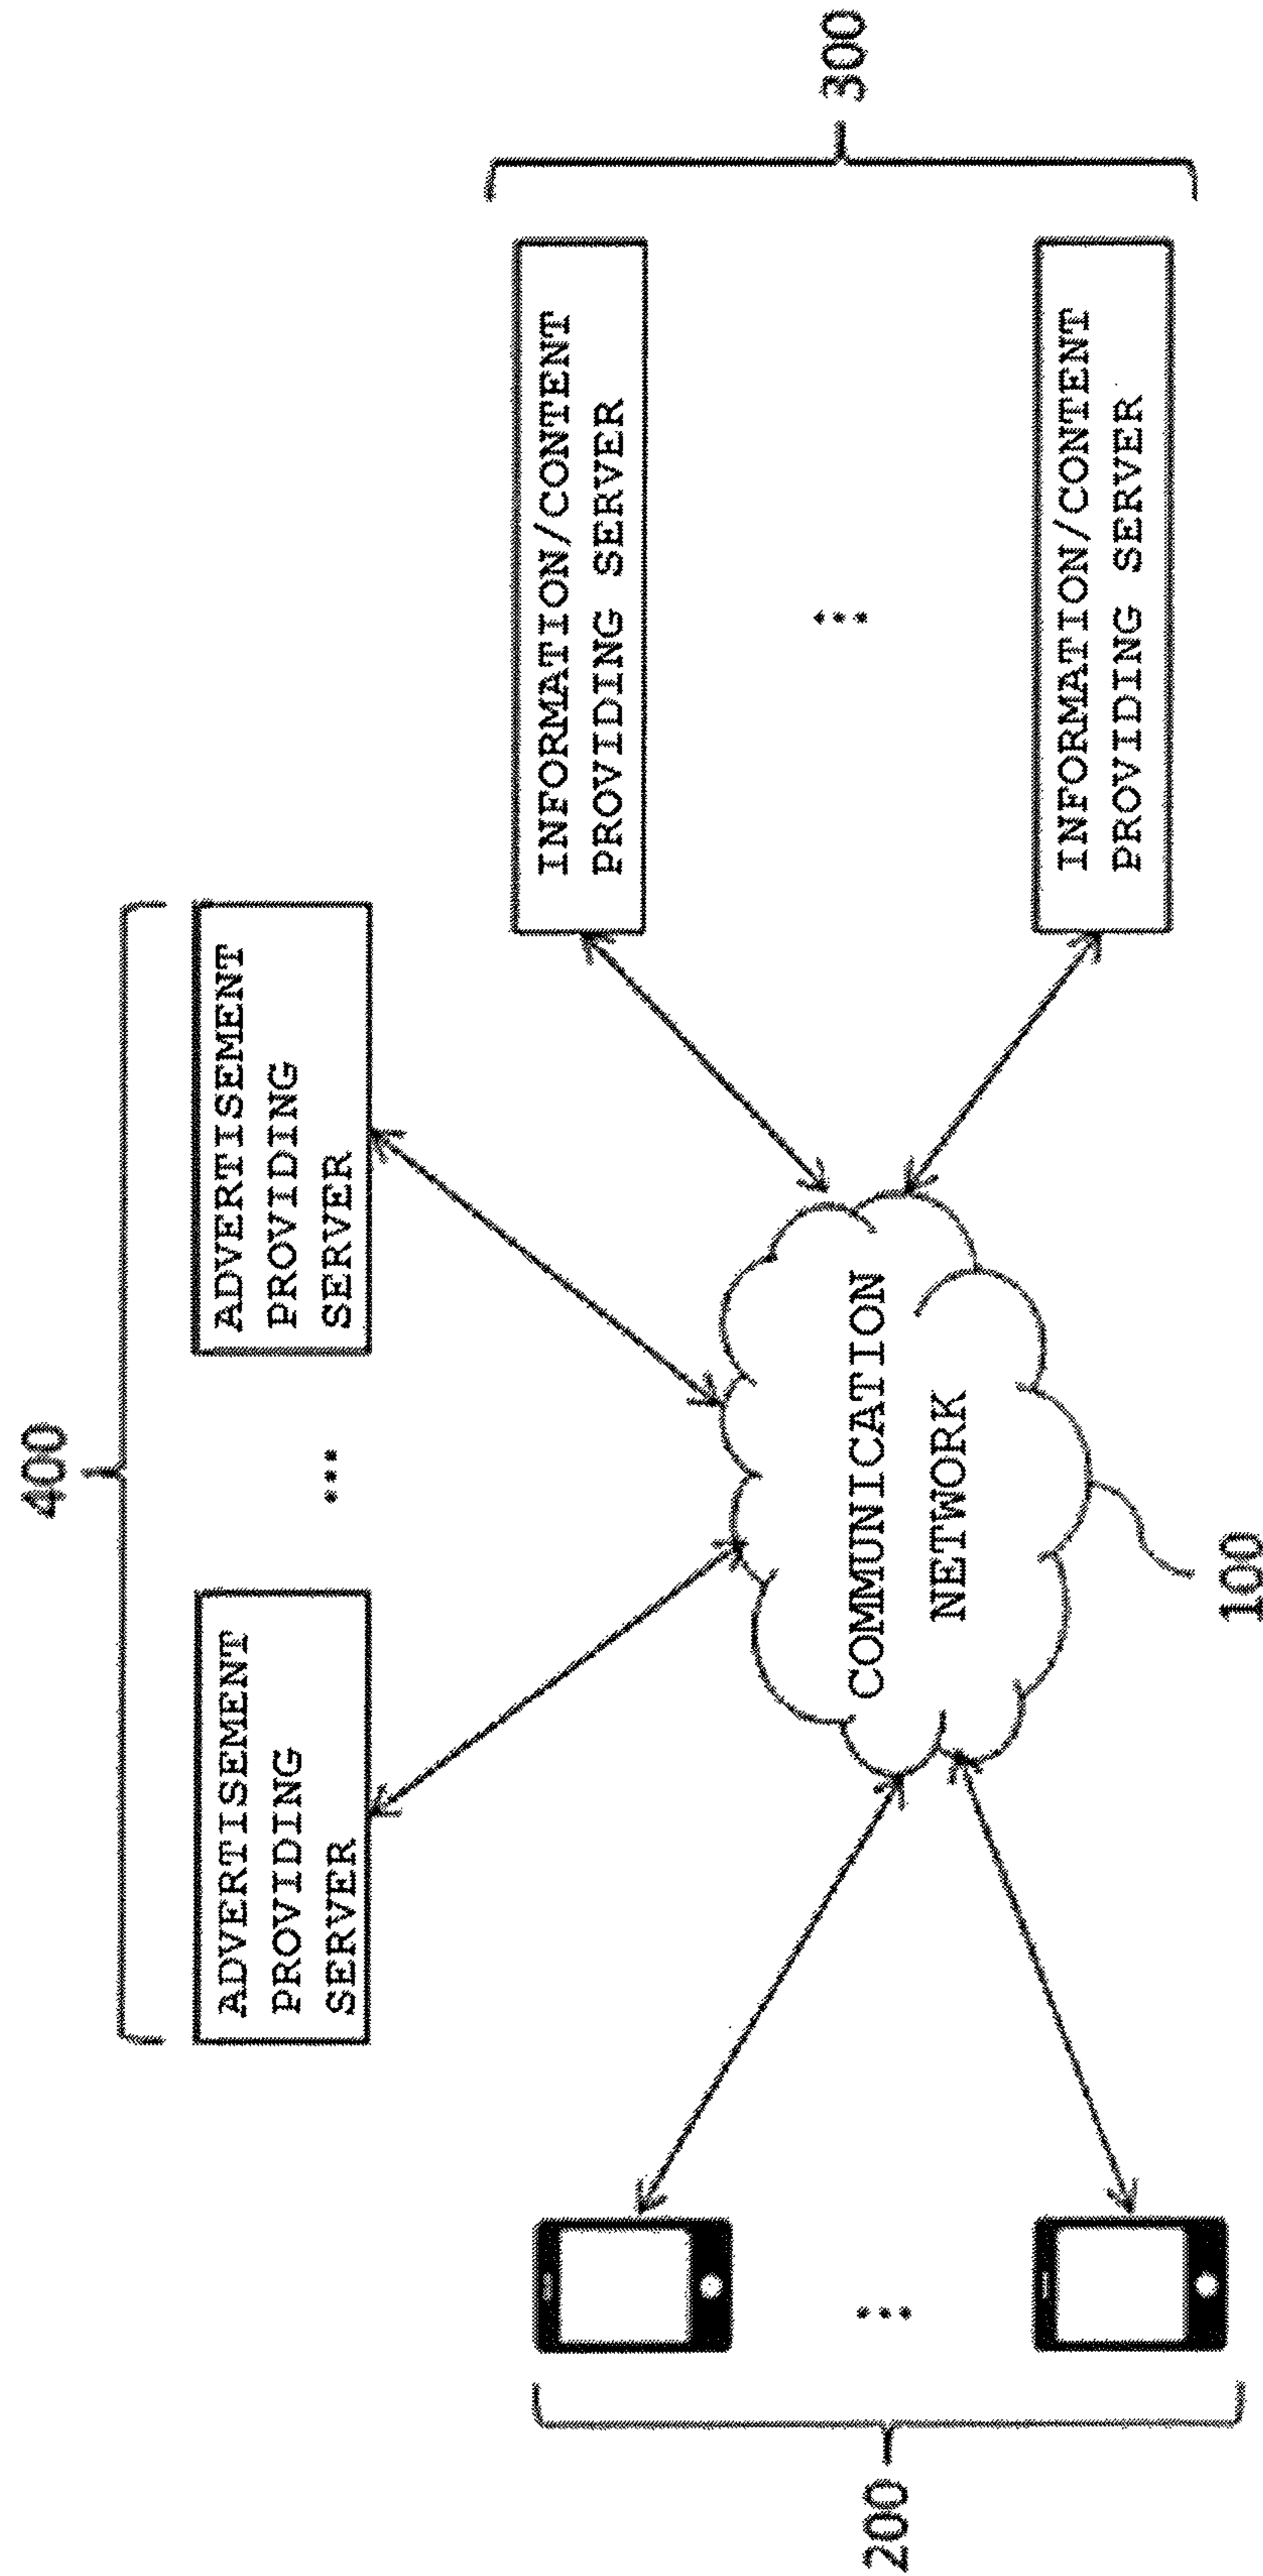 400
ADVERTISEMENT
PROVIDING
SERVER
...
ADVERTISEMENT
PROVIDING
SERVER
200
...
COMMUNICATION
NETWORK
100
INFORMATION/CONTENT
PROVIDING SERVER
...
INFORMATION/CONTENT
PROVIDING SERVER
300